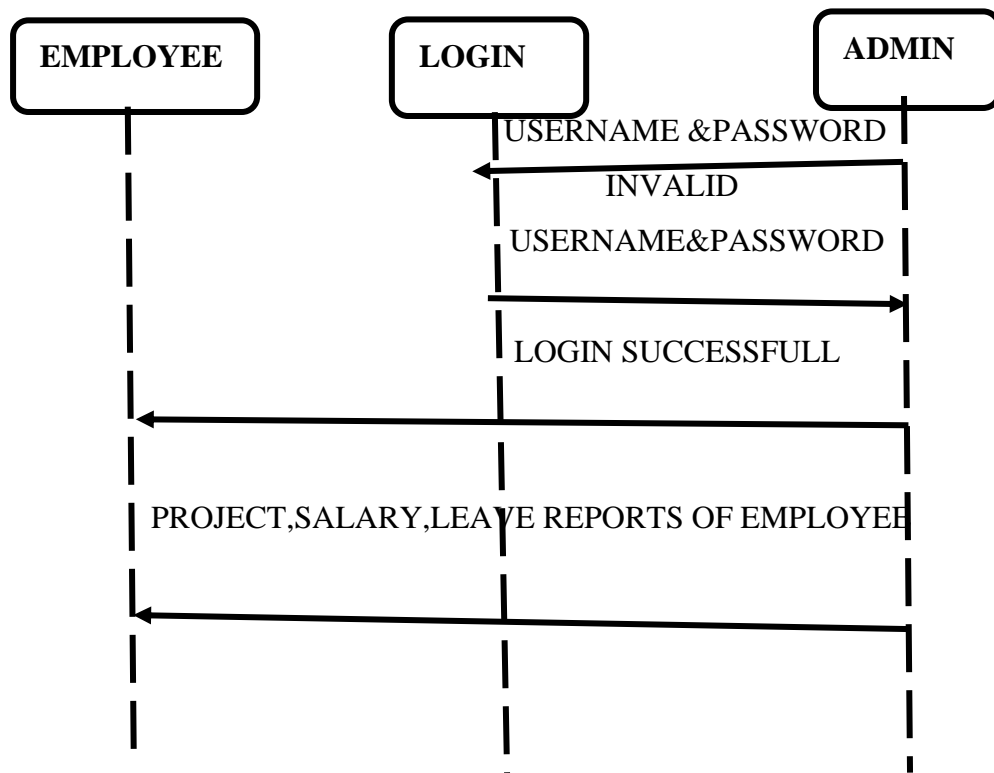 EMPLOYEE
LOGIN
ADMIN
USERNAME &PASSWORD
INVALID
USERNAME&PASSWORD
LOGIN SUCCESSFULL
PROJECT,SALARY,LEAVE REPORTS OF EMPLOYEE